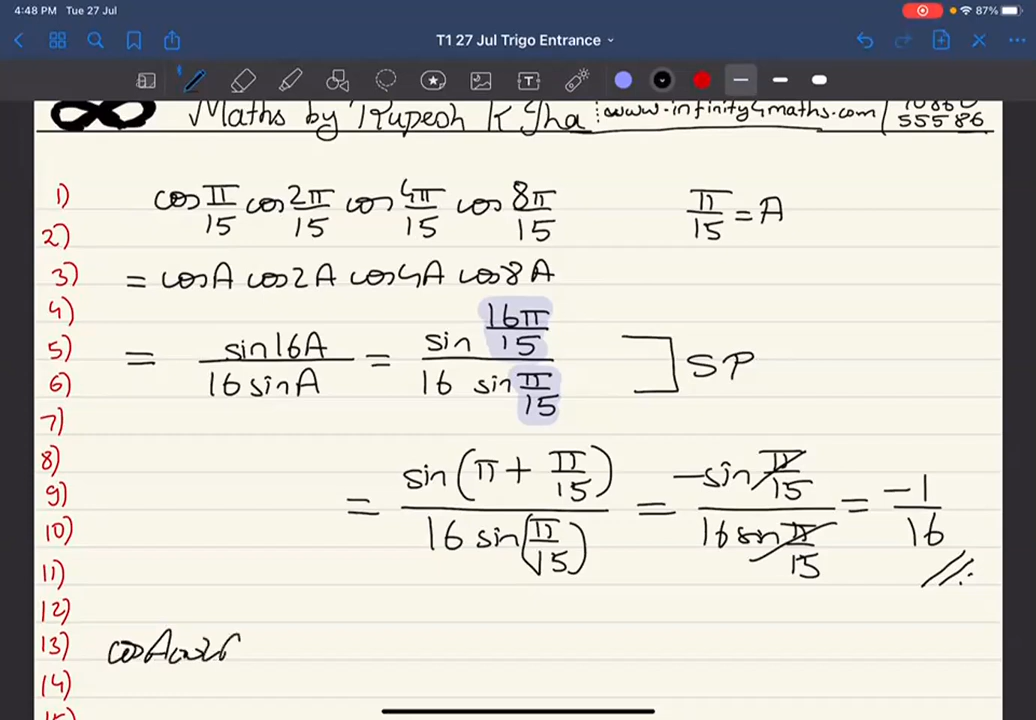 4:48 PM Tue 27 Jul
87%
T1 27 Jul Trigo Entrance
Maths by Rupesh K Jha www.infinity4maths.com 55586
1) cos π/15 cos 2π/15 cos 4π/15 cos 8π/15 π/15 = A
2)
3) = cosA cos2A cos4A cos8A
4)
5) = sin16A / 16 sinA = sin 16π/15 / 16 sin π/15 ] SP
6)
7)
8)
9) = sin(π + π/15) / 16 sin(π/15) = -sin π/15 / 16 sin π/15 = -1/16
10)
11)
12)
13) cosA cos2
14)